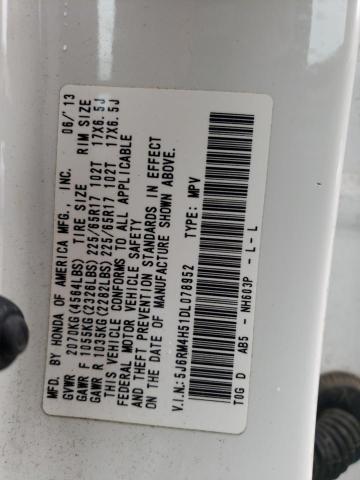 MFD. BY HONDA OF AMERICA MFG., INC. 06/'13
GVWR 2070KG(4564LBS) TIRE SIZE RIM SIZE
GAWR F 1055KG(2326LBS) 225/65R17 102T 17X6.5J
GAWR R 1035KG(2282LBS) 225/65R17 102T 17X6.5J
THIS VEHICLE CONFORMS TO ALL APPLICABLE
FEDERAL MOTOR VEHICLE SAFETY
AND THEFT PREVENTION STANDARDS IN EFFECT
ON THE DATE OF MANUFACTURE SHOWN ABOVE.
V.I.N.: 5J6RM4H51DL078952 TYPE: MPV
T0G D AB5 - NH603P - L - L